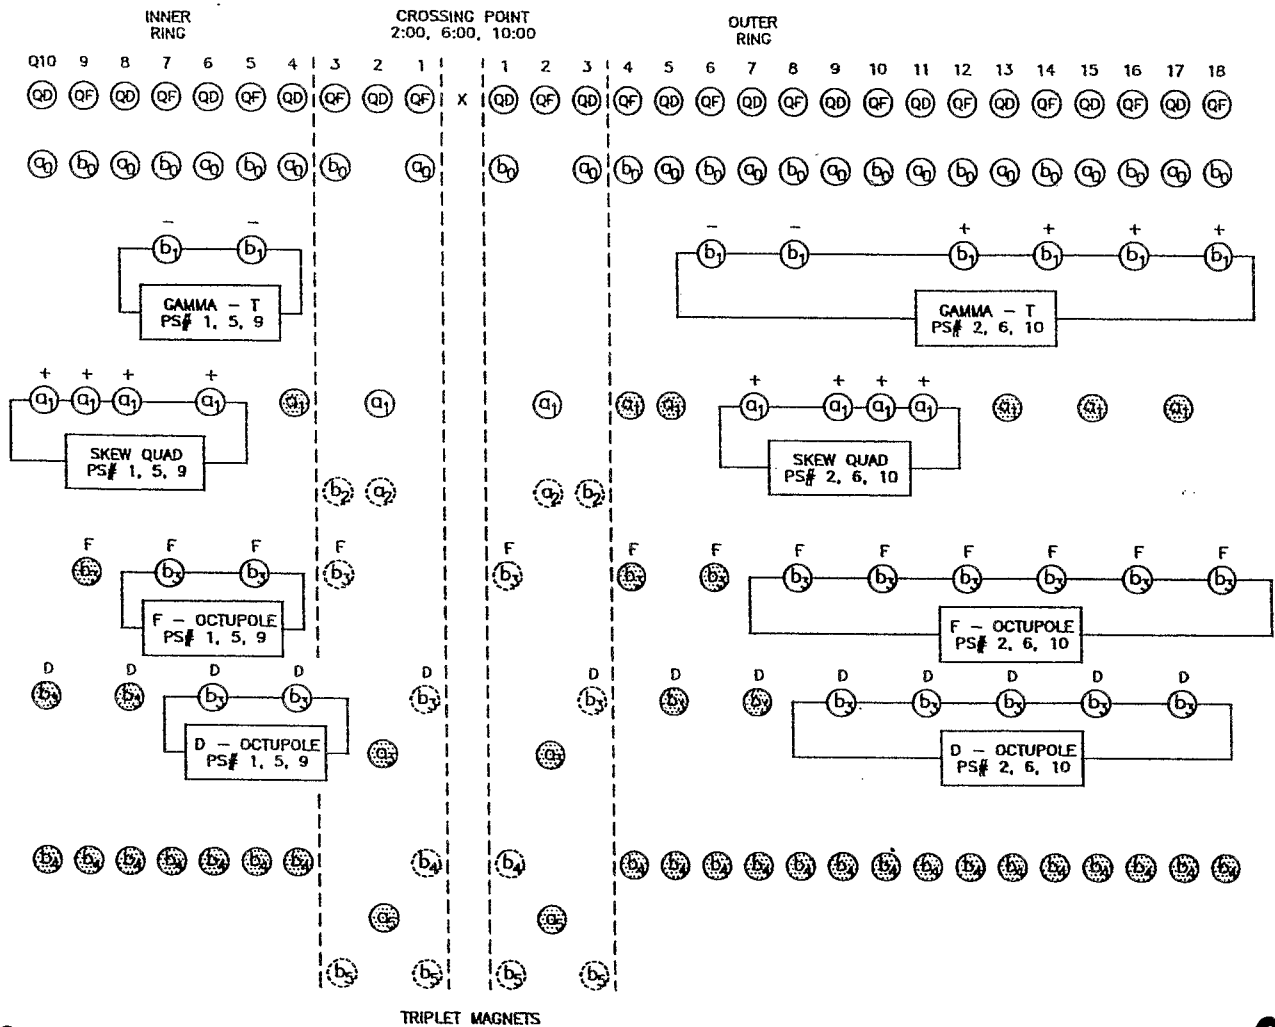 INNER
RING
CROSSING POINT
2:00, 6:00, 10:00
OUTER
RING
Q10 9 8 7 6 5 4 3 2 1 1 2 3 4 5 6 7 8 9 10 11 12 13 14 15 16 17 18
QD QF QD QF QD QF QD QF QD QF X QD QF QD QF QD QF QD QF QD QF QD QF QD QF QD QF QD QF
a0 b0 a0 b0 a0 b0 a0 b0 a0 b0 a0 b0 a0 b0 a0 b0 a0 b0 a0 b0 a0 b0 a0 b0 a0 b0
- - - - + + + +
b1 b1 b1 b1 b1 b1 b1 b1
GAMMA - T
PS# 1, 5, 9
GAMMA - T
PS# 2, 6, 10
+ + + + + + + +
a1 a1 a1 a1 a1 a1 a1 a1 a1 a1 a1 a1 a1 a1 a1 a1
SKEW QUAD
PS# 1, 5, 9
SKEW QUAD
PS# 2, 6, 10
b2 a2 a2 b2
F F F F F F F F F F F F F
b3 b3 b3 b3 b3 b3 b3 b3 b3 b3 b3 b3 b3
F - OCTUPOLE
PS# 1, 5, 9
F - OCTUPOLE
PS# 2, 6, 10
D D D D D D D D D D D D D
b3 b3 b3 b3 b3 b3 b3 b3 b3 b3 b3 b3 b3
D - OCTUPOLE
PS# 1, 5, 9
D - OCTUPOLE
PS# 2, 6, 10
b4 b4 b4 b4 b4 b4 b4 b4 b4 b4 b4 b4 b4 b4 b4 b4 b4 b4 b4 b4 b4 b4 b4 b4
a5 a5
b5 b5 b5 b5
TRIPLET MAGNETS